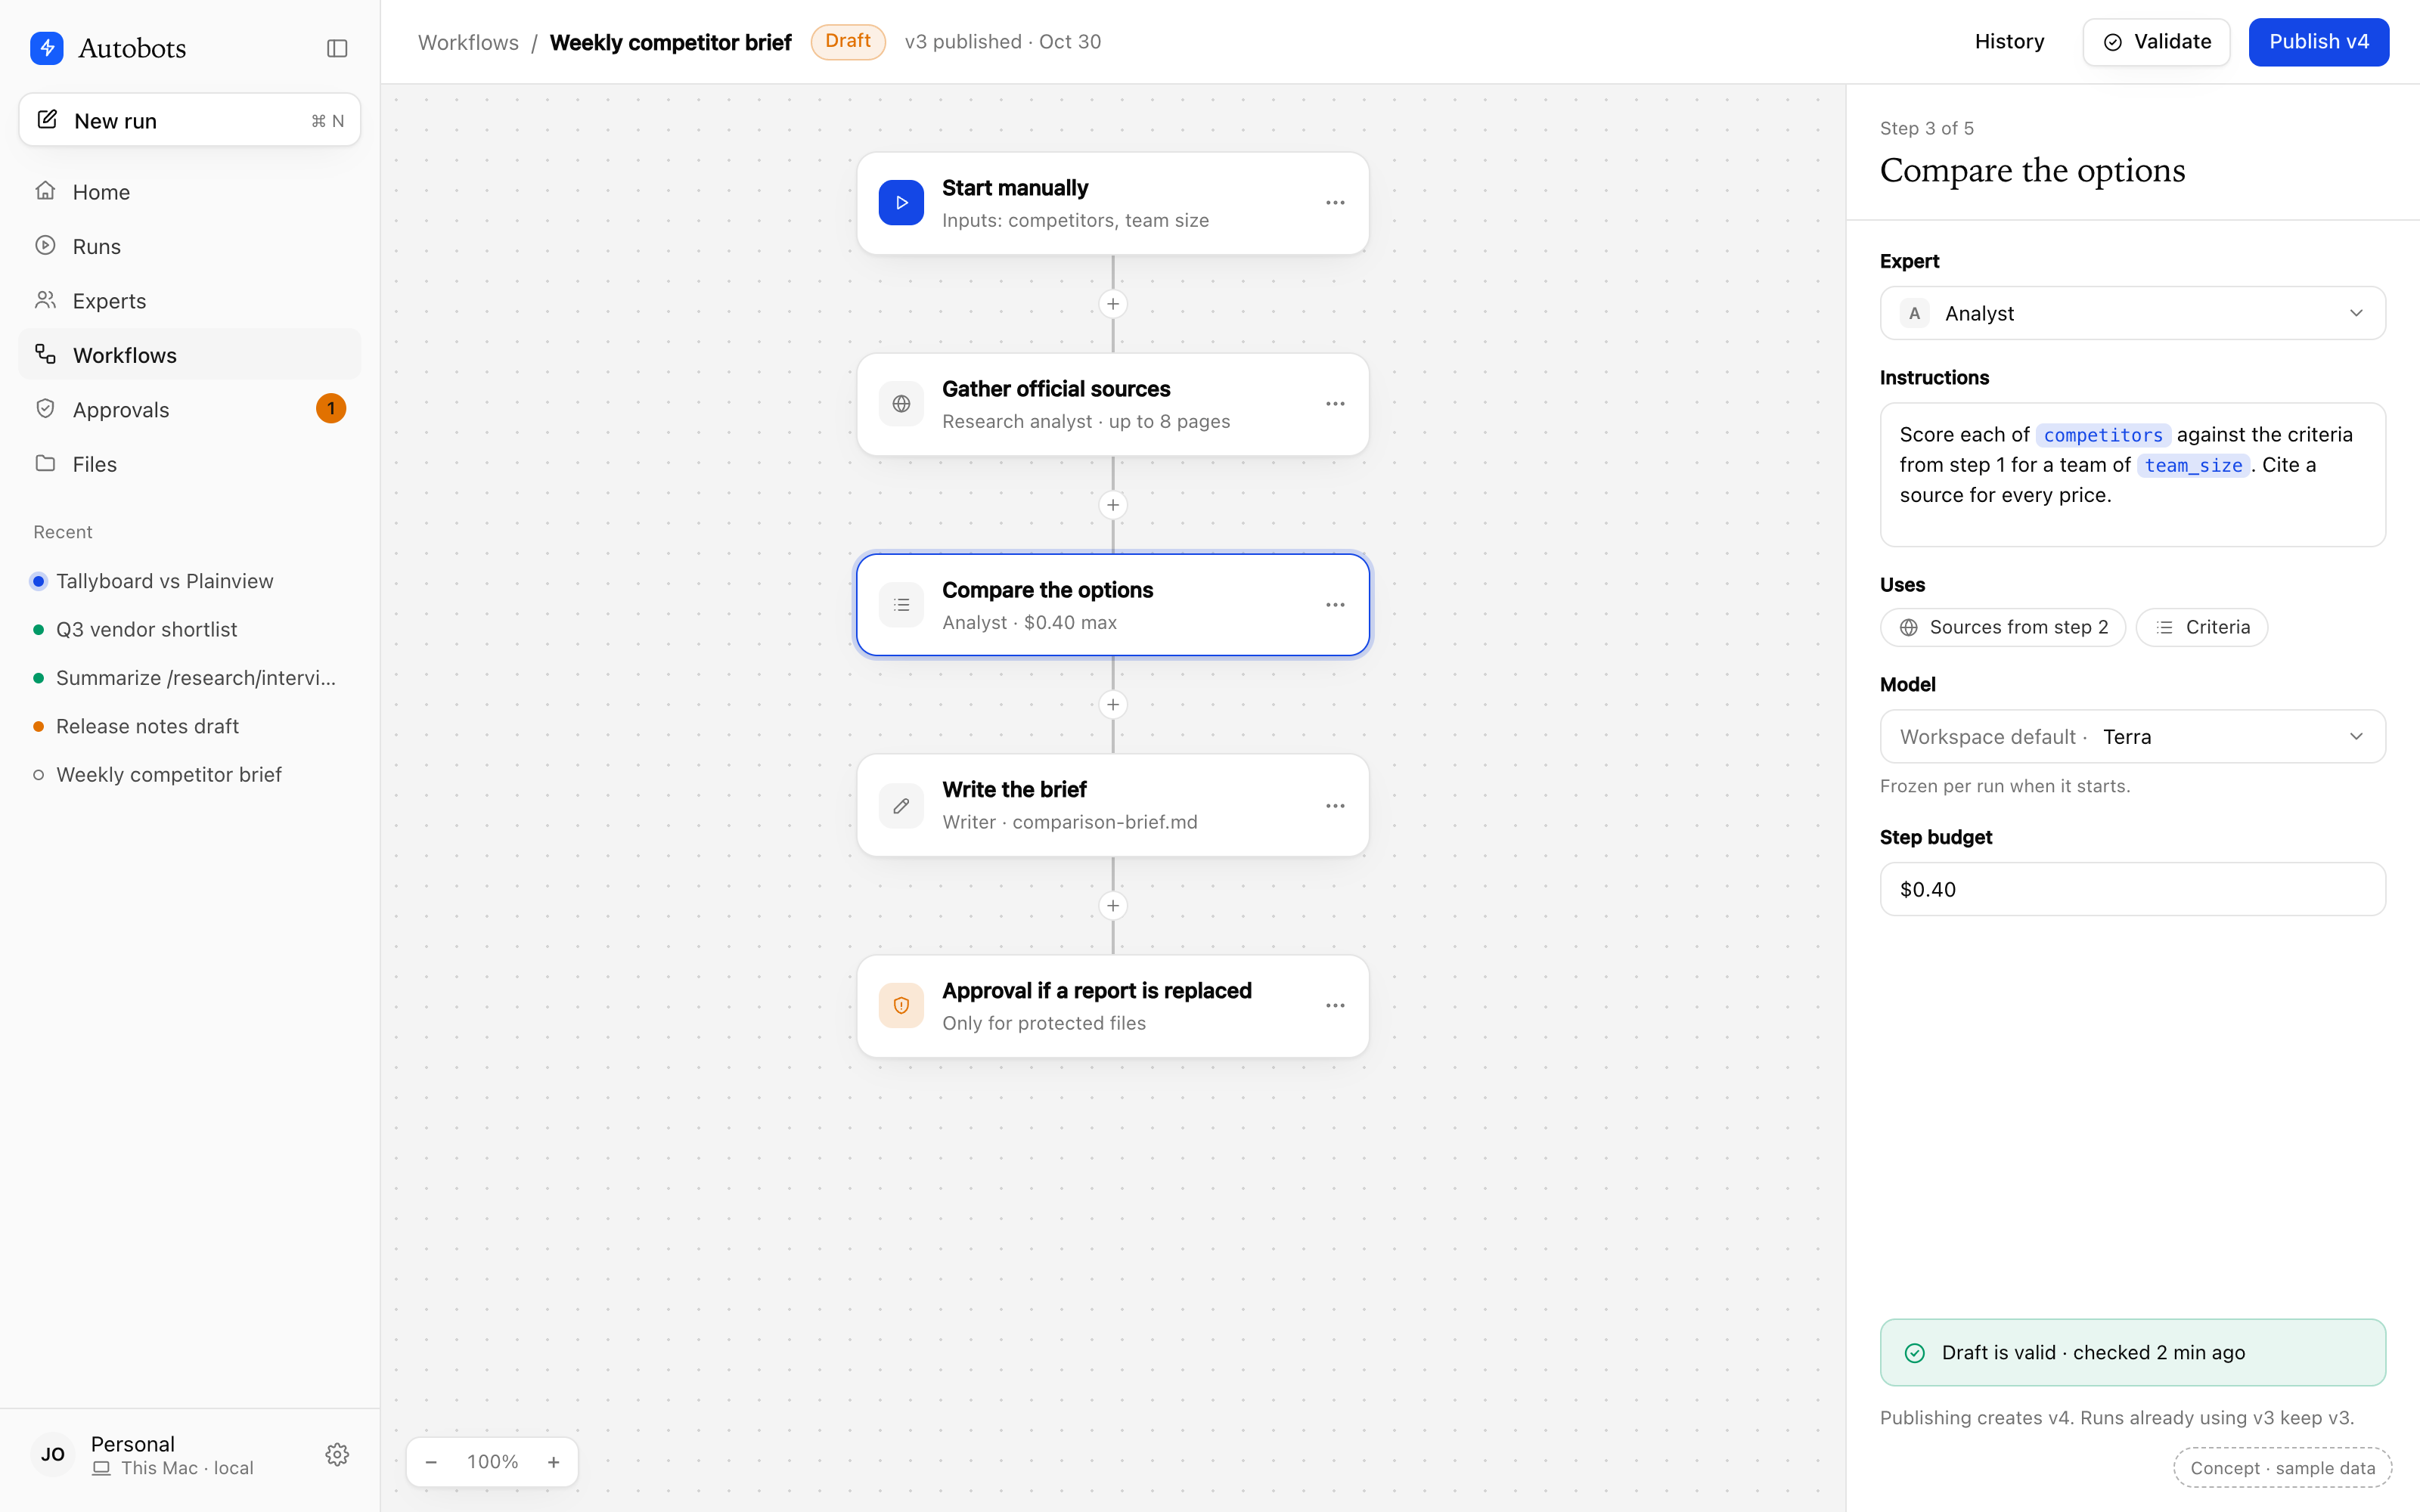 Autobots
New run ⌘ N
Home
Runs
Experts
Workflows
Approvals 1
Files
Recent
Tallyboard vs Plainview
Q3 vendor shortlist
Summarize /research/intervi...
Release notes draft
Weekly competitor brief
JO
Personal
This Mac · local
Workflows / Weekly competitor brief Draft v3 published · Oct 30
History Validate Publish v4
Start manually
Inputs: competitors, team size
Gather official sources
Research analyst · up to 8 pages
Compare the options
Analyst · $0.40 max
Write the brief
Writer · comparison-brief.md
Approval if a report is replaced
Only for protected files
− 100% +
Step 3 of 5
Compare the options
Expert
A Analyst
Instructions
Score each of competitors against the criteria
from step 1 for a team of team_size. Cite a
source for every price.
Uses
Sources from step 2 Criteria
Model
Workspace default · Terra
Frozen per run when it starts.
Step budget
$0.40
Draft is valid · checked 2 min ago
Publishing creates v4. Runs already using v3 keep v3.
Concept · sample data